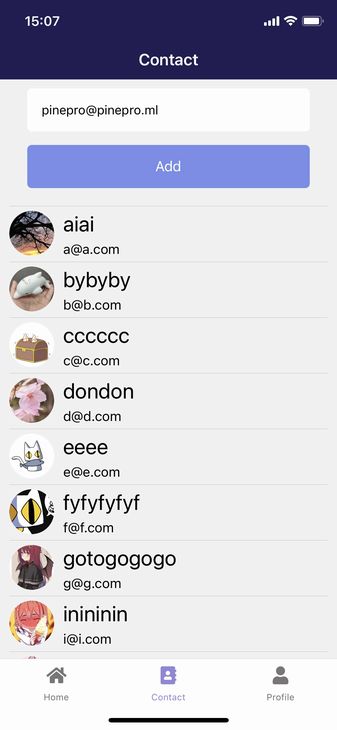 15:07
Contact
pinepro@pinepro.ml
Add
aiai
a@a.com
bybyby
b@b.com
cccccc
c@c.com
dondon
d@d.com
eeee
e@e.com
fyfyfyfyf
f@f.com
gotogogogo
g@g.com
inininin
i@i.com
Home
Contact
Profile